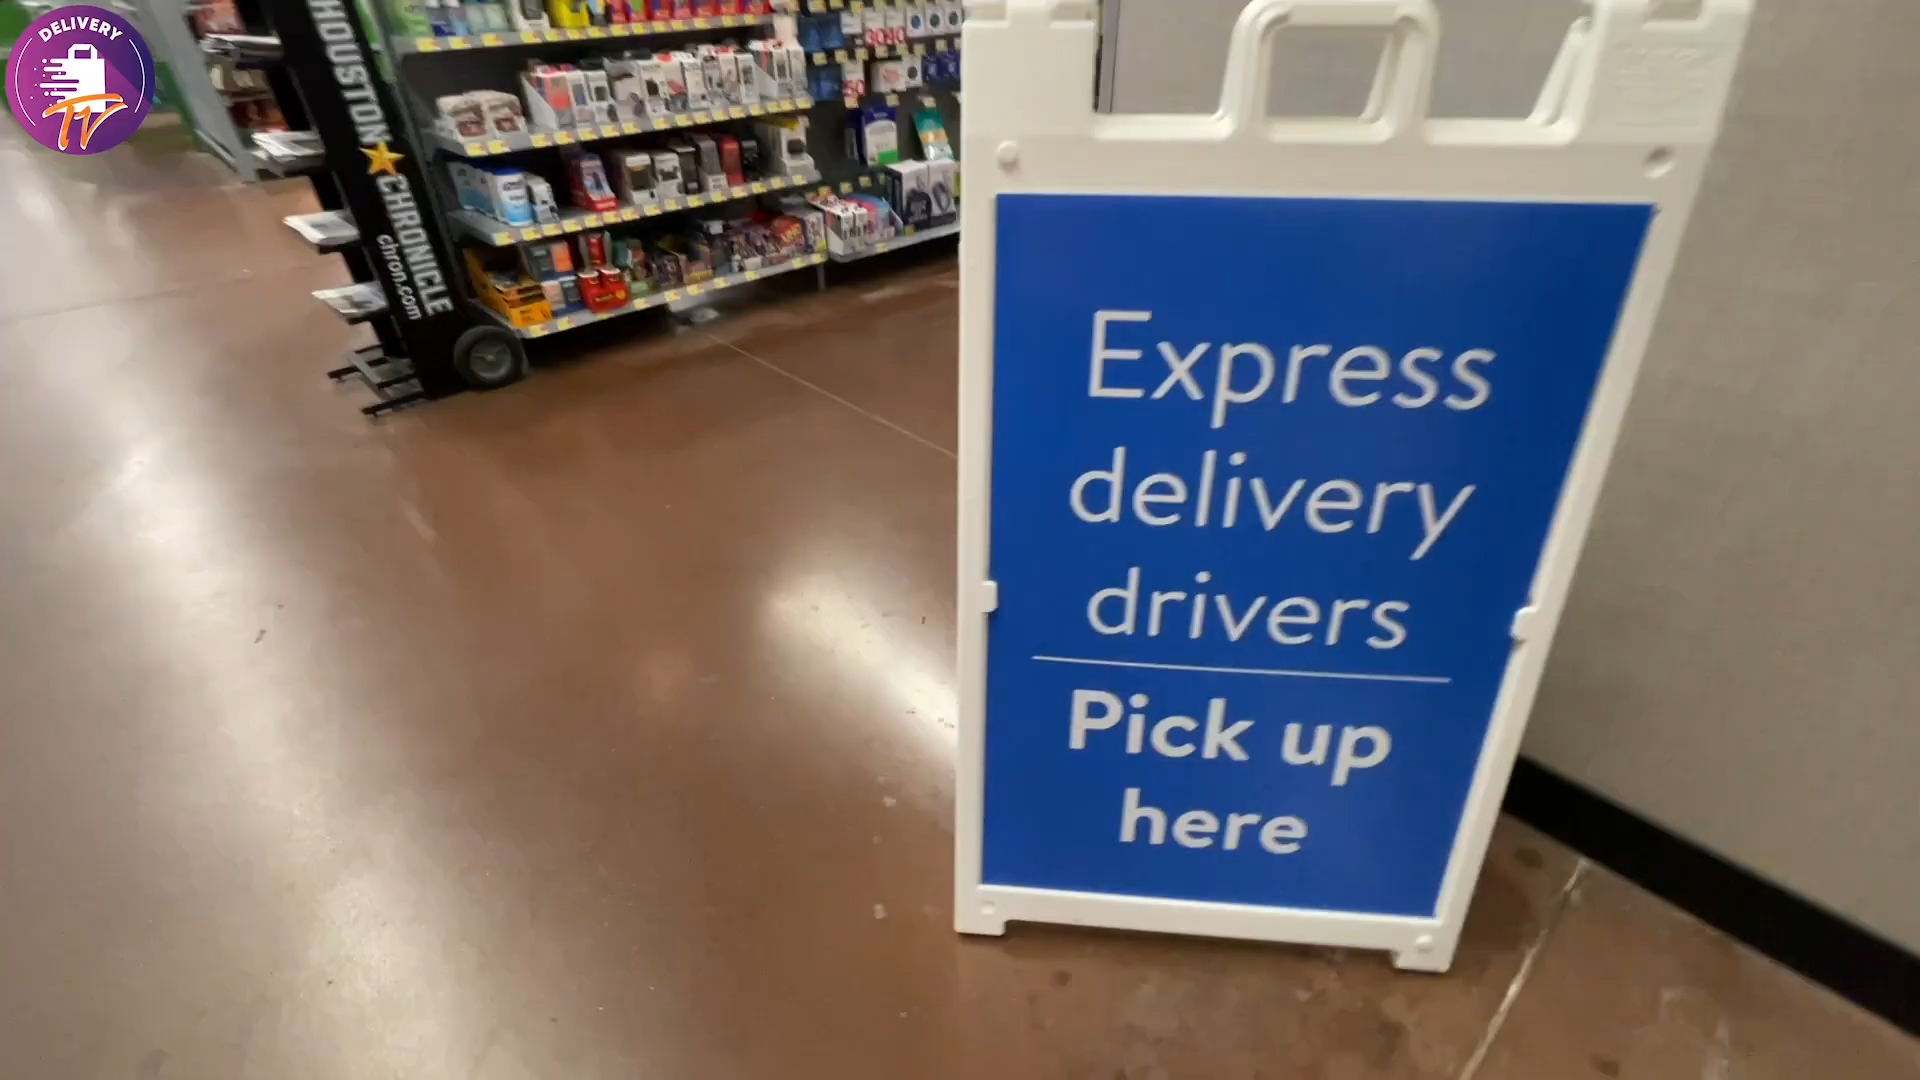 DELIVERY
TV
HOUSTON
CHRONICLE
chron.com
Express
delivery
drivers
Pick up
here